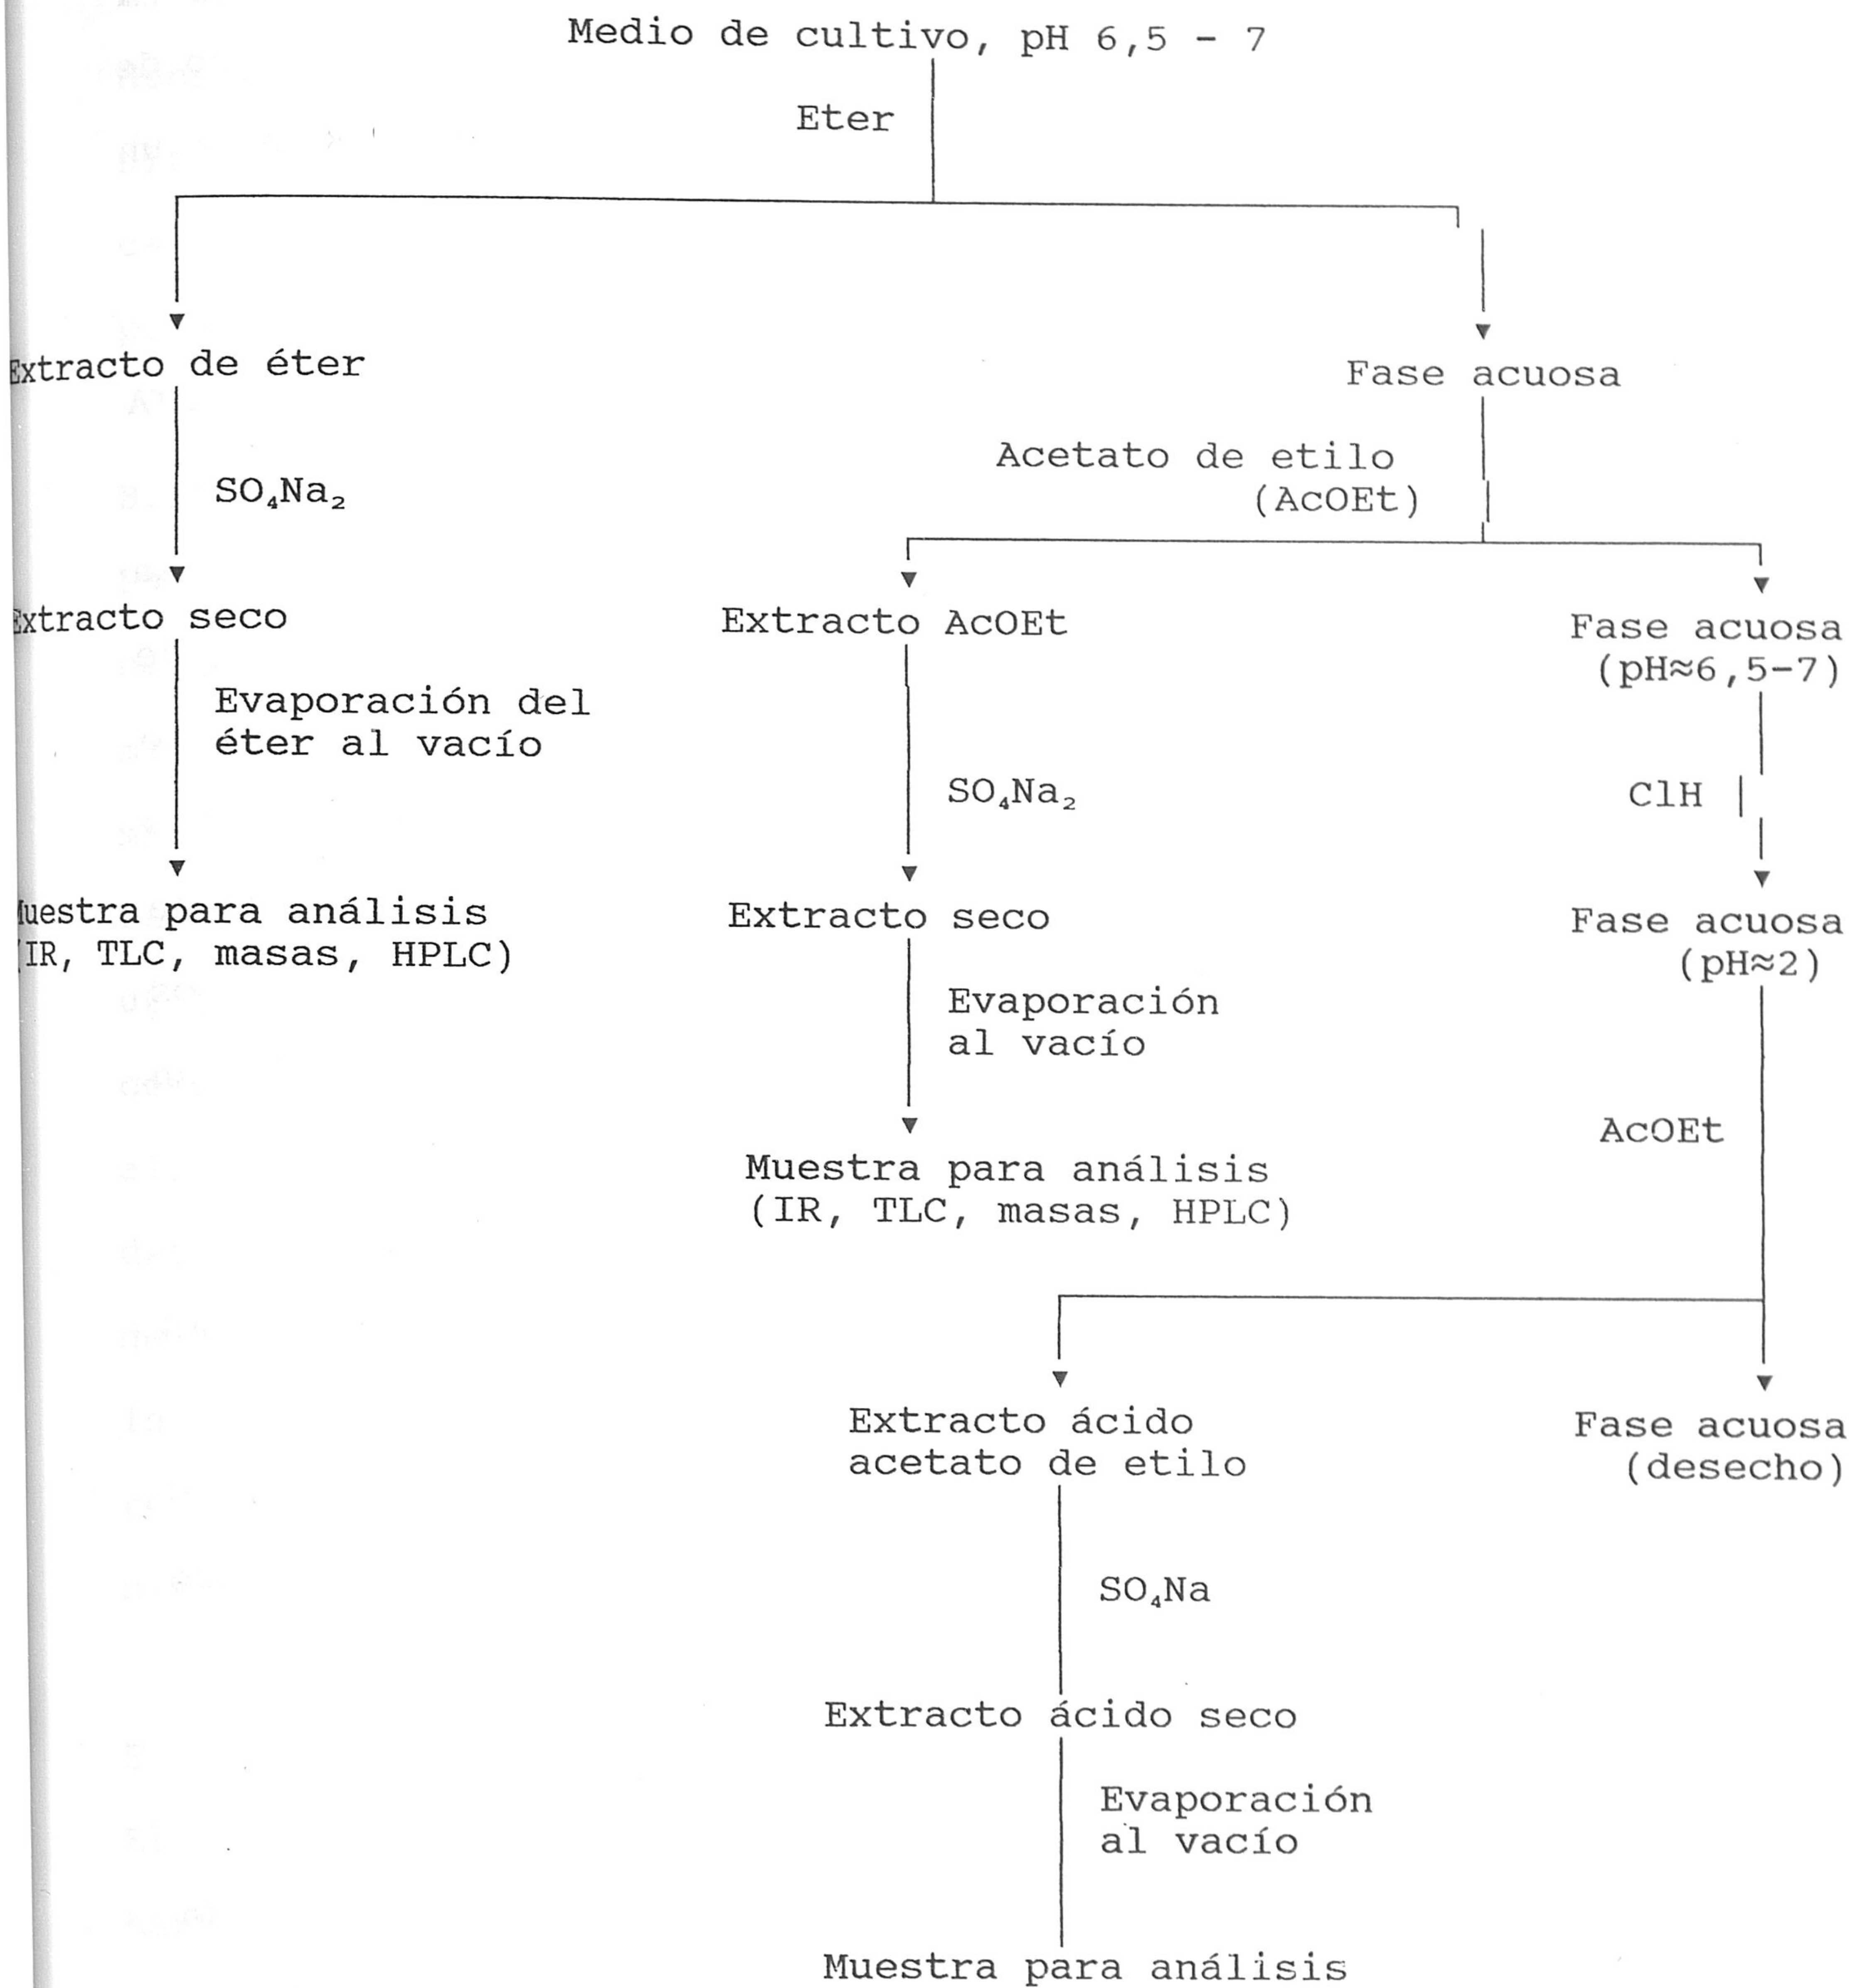 Medio de cultivo, pH 6,5 - 7
Eter
Extracto de éter
Fase acuosa
Acetato de etilo
(AcOEt)
SO₄Na₂
Extracto seco
Extracto AcOEt
Fase acuosa
(pH≈6,5-7)
Evaporación del
éter al vacío
SO₄Na₂
ClH
Muestra para análisis
(IR, TLC, masas, HPLC)
Extracto seco
Fase acuosa
(pH≈2)
Evaporación
al vacío
AcOEt
Muestra para análisis
(IR, TLC, masas, HPLC)
Extracto ácido
acetato de etilo
Fase acuosa
(desecho)
SO₄Na
Extracto ácido seco
Evaporación
al vacío
Muestra para análisis